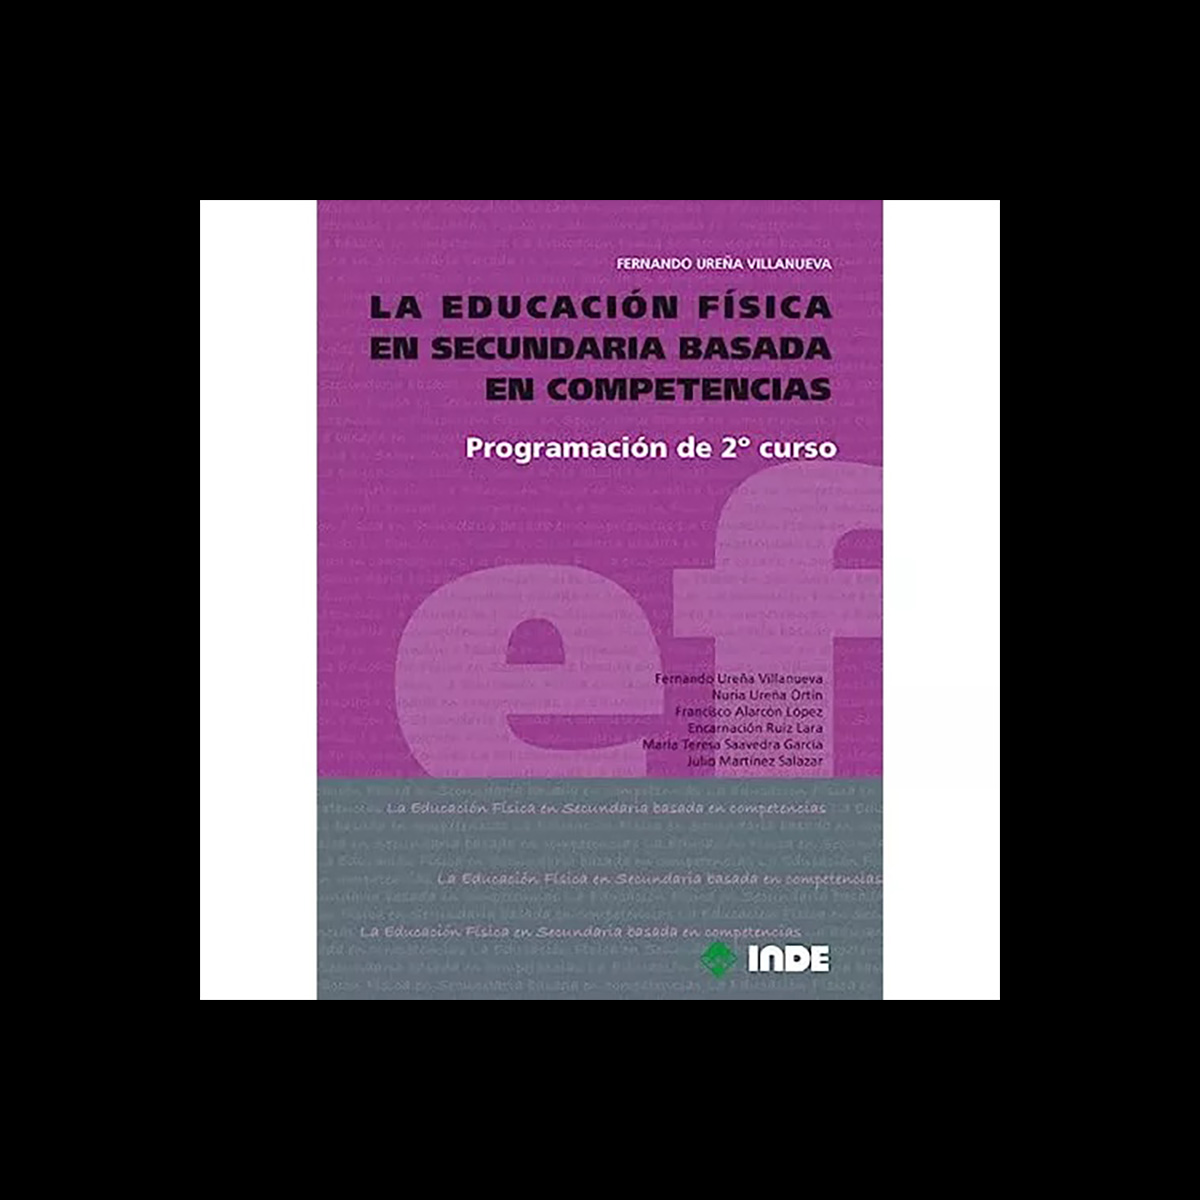 FERNANDO UREÑA VILLANUEVA
LA EDUCACIÓN FÍSICA
EN SECUNDARIA BASADA
EN COMPETENCIAS
Programación de 2º curso
ef
Fernando Ureña Villanueva
Nuria Ureña Ortín
Francisco Alarcón López
Encarnación Ruiz Lara
María Teresa Saavedra García
Julio Martínez Salazar
La Educación Física en Secundaria basada en competencias
La Educación Física en Secundaria basada en competencias
La Educación Física en Secundaria basada en competencias
INDE